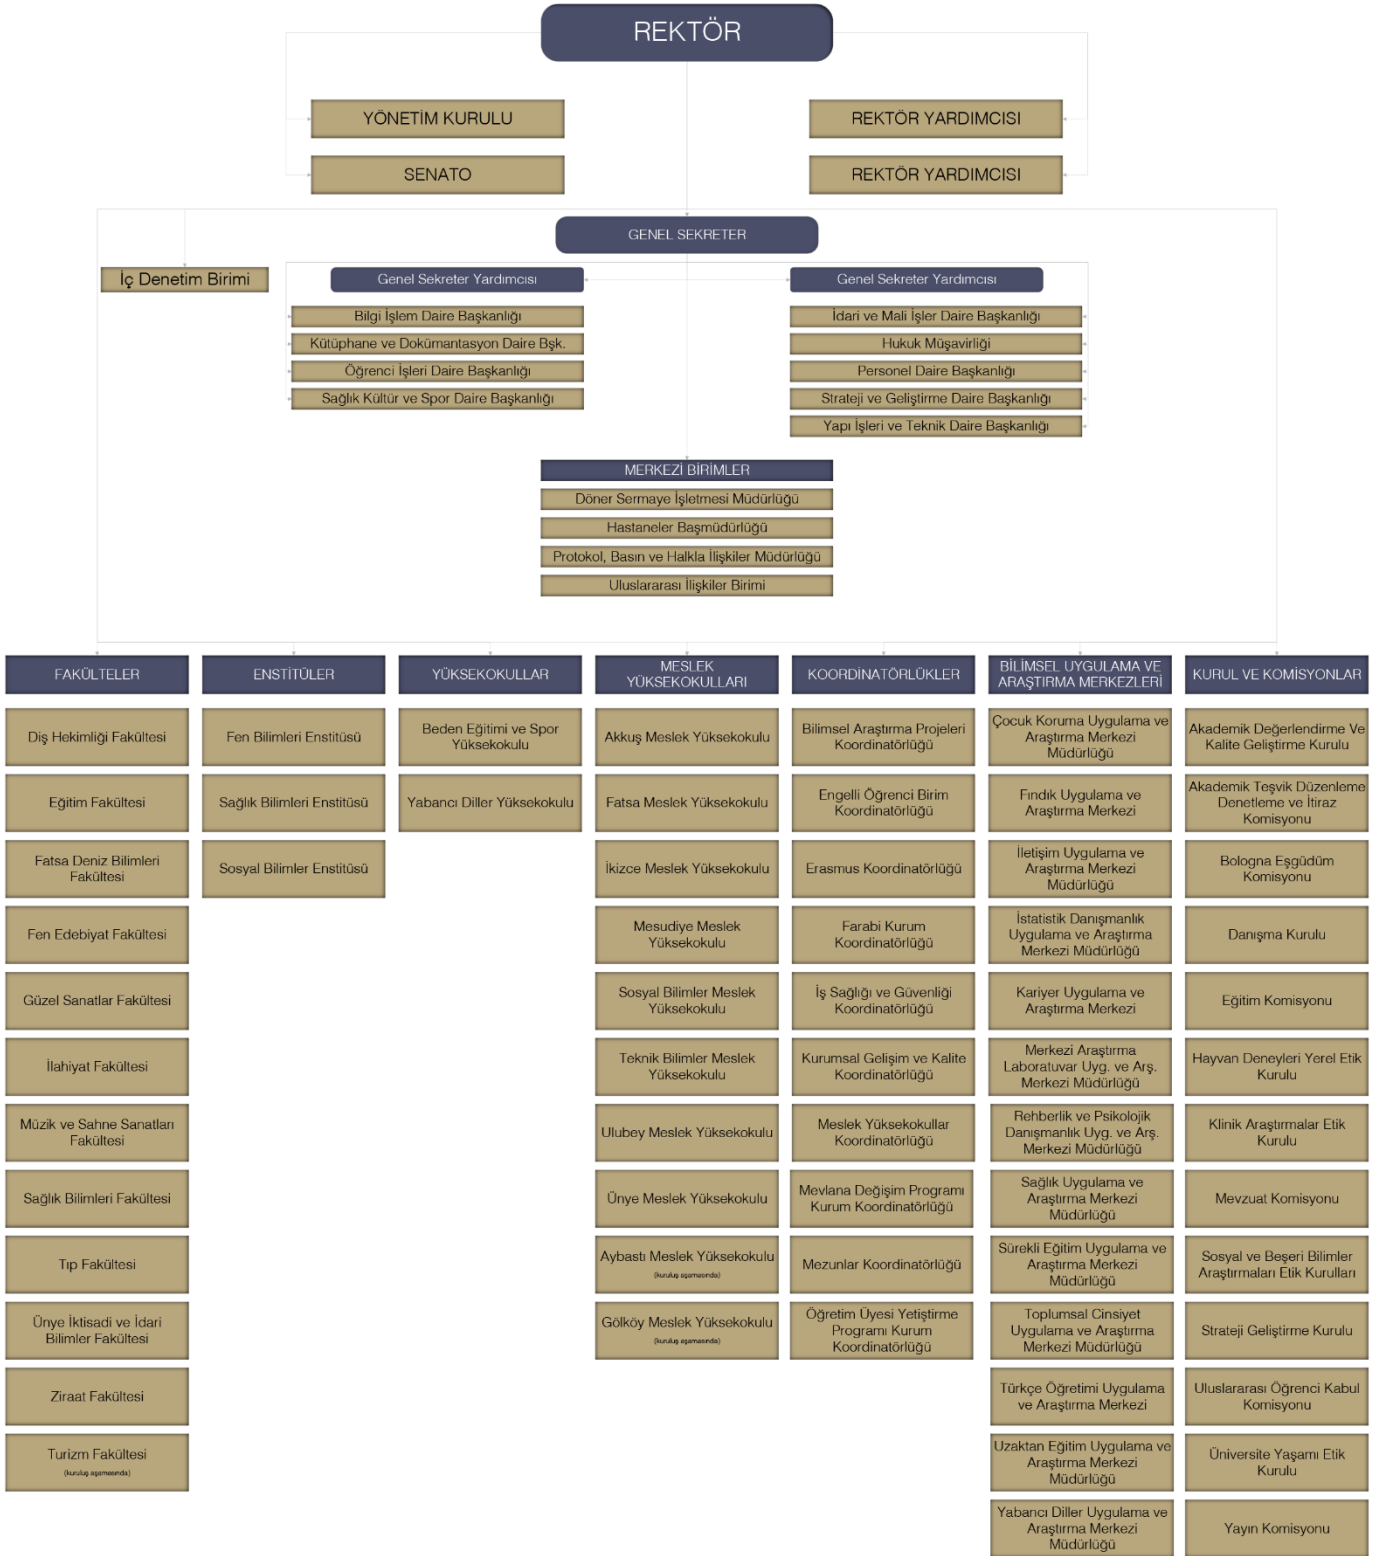 REKTÖR
YÖNETİM KURULU
REKTÖR YARDIMCISI
SENATO
REKTÖR YARDIMCISI
GENEL SEKRETER
İç Denetim Birimi
Genel Sekreter Yardımcısı
Bilgi İşlem Daire Başkanlığı
Kütüphane ve Dokümantasyon Daire Bşk.
Öğrenci İşleri Daire Başkanlığı
Sağlık Kültür ve Spor Daire Başkanlığı
Genel Sekreter Yardımcısı
İdari ve Mali İşler Daire Başkanlığı
Hukuk Müşavirliği
Personel Daire Başkanlığı
Strateji ve Geliştirme Daire Başkanlığı
Yapı İşleri ve Teknik Daire Başkanlığı
MERKEZİ BİRİMLER
Döner Sermaye İşletmesi Müdürlüğü
Hastaneler Başmüdürlüğü
Protokol, Basın ve Halkla İlişkiler Müdürlüğü
Uluslararası İlişkiler Birimi
FAKÜLTELER
Diş Hekimliği Fakültesi
Eğitim Fakültesi
Fatsa Deniz Bilimleri
Fakültesi
Fen Edebiyat Fakültesi
Güzel Sanatlar Fakültesi
İlahiyat Fakültesi
Müzik ve Sahne Sanatları
Fakültesi
Sağlık Bilimleri Fakültesi
Tıp Fakültesi
Ünye İktisadi ve İdari
Bilimler Fakültesi
Ziraat Fakültesi
Turizm Fakültesi
(kuruluş aşamasında)
ENSTİTÜLER
Fen Bilimleri Enstitüsü
Sağlık Bilimleri Enstitüsü
Sosyal Bilimler Enstitüsü
YÜKSEKOKULLAR
Beden Eğitimi ve Spor
Yüksekokulu
Yabancı Diller Yüksekokulu
MESLEK
YÜKSEKOKULLARI
Akkuş Meslek Yüksekokulu
Fatsa Meslek Yüksekokulu
İkizce Meslek Yüksekokulu
Mesudiye Meslek
Yüksekokulu
Sosyal Bilimler Meslek
Yüksekokulu
Teknik Bilimler Meslek
Yüksekokulu
Ulubey Meslek Yüksekokulu
Ünye Meslek Yüksekokulu
Aybastı Meslek Yüksekokulu
(kuruluş aşamasında)
Gölköy Meslek Yüksekokulu
(kuruluş aşamasında)
KOORDİNATÖRLÜKLER
Bilimsel Araştırma Projeleri
Koordinatörlüğü
Engelli Öğrenci Birim
Koordinatörlüğü
Erasmus Koordinatörlüğü
Farabi Kurum
Koordinatörlüğü
İş Sağlığı ve Güvenliği
Koordinatörlüğü
Kurumsal Gelişim ve Kalite
Koordinatörlüğü
Meslek Yüksekokullar
Koordinatörlüğü
Mevlana Değişim Programı
Kurum Koordinatörlüğü
Mezunlar Koordinatörlüğü
Öğretim Üyesi Yetiştirme
Programı Kurum
Koordinatörlüğü
BİLİMSEL UYGULAMA VE
ARAŞTIRMA MERKEZLERİ
Çocuk Koruma Uygulama ve
Araştırma Merkezi
Müdürlüğü
Fındık Uygulama ve
Araştırma Merkezi
İletişim Uygulama ve
Araştırma Merkezi
Müdürlüğü
İstatistik Danışmanlık
Uygulama ve Araştırma
Merkezi Müdürlüğü
Kariyer Uygulama ve
Araştırma Merkezi
Merkezi Araştırma
Laboratuvar Uyg. ve Arş.
Merkezi Müdürlüğü
Rehberlik ve Psikolojik
Danışmanlık Uyg. ve Arş.
Merkezi Müdürlüğü
Sağlık Uygulama ve
Araştırma Merkezi
Müdürlüğü
Sürekli Eğitim Uygulama ve
Araştırma Merkezi
Müdürlüğü
Toplumsal Cinsiyet
Uygulama ve Araştırma
Merkezi Müdürlüğü
Türkçe Öğretimi Uygulama
ve Araştırma Merkezi
Uzaktan Eğitim Uygulama ve
Araştırma Merkezi
Müdürlüğü
Yabancı Diller Uygulama ve
Araştırma Merkezi
Müdürlüğü
KURUL VE KOMİSYONLAR
Akademik Değerlendirme Ve
Kalite Geliştirme Kurulu
Akademik Teşvik Düzenleme
Denetleme ve İtiraz
Komisyonu
Bologna Eşgüdüm
Komisyonu
Danışma Kurulu
Eğitim Komisyonu
Hayvan Deneyleri Yerel Etik
Kurulu
Klinik Araştırmalar Etik
Kurulu
Mevzuat Komisyonu
Sosyal ve Beşeri Bilimler
Araştırmaları Etik Kurulları
Strateji Geliştirme Kurulu
Uluslararası Öğrenci Kabul
Komisyonu
Üniversite Yaşamı Etik
Kurulu
Yayın Komisyonu